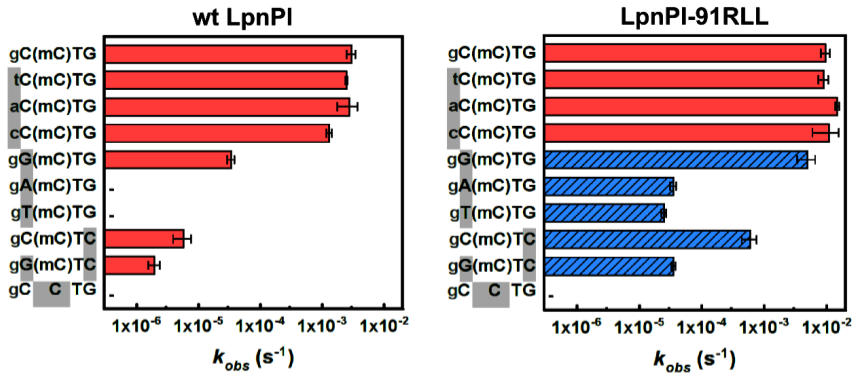 wt LpnPI
gC(mC)TG
tC(mC)TG
aC(mC)TG
cC(mC)TG
gG(mC)TG
gA(mC)TG
gT(mC)TG
gC(mC)TC
gG(mC)TC
gC C TG
1x10⁻⁶ 1x10⁻⁵ 1x10⁻⁴ 1x10⁻³ 1x10⁻²
k_obs (s⁻¹)
LpnPI-91RLL
gC(mC)TG
tC(mC)TG
aC(mC)TG
cC(mC)TG
gG(mC)TG
gA(mC)TG
gT(mC)TG
gC(mC)TC
gG(mC)TC
gC C TG
1x10⁻⁶ 1x10⁻⁵ 1x10⁻⁴ 1x10⁻³ 1x10⁻²
k_obs (s⁻¹)